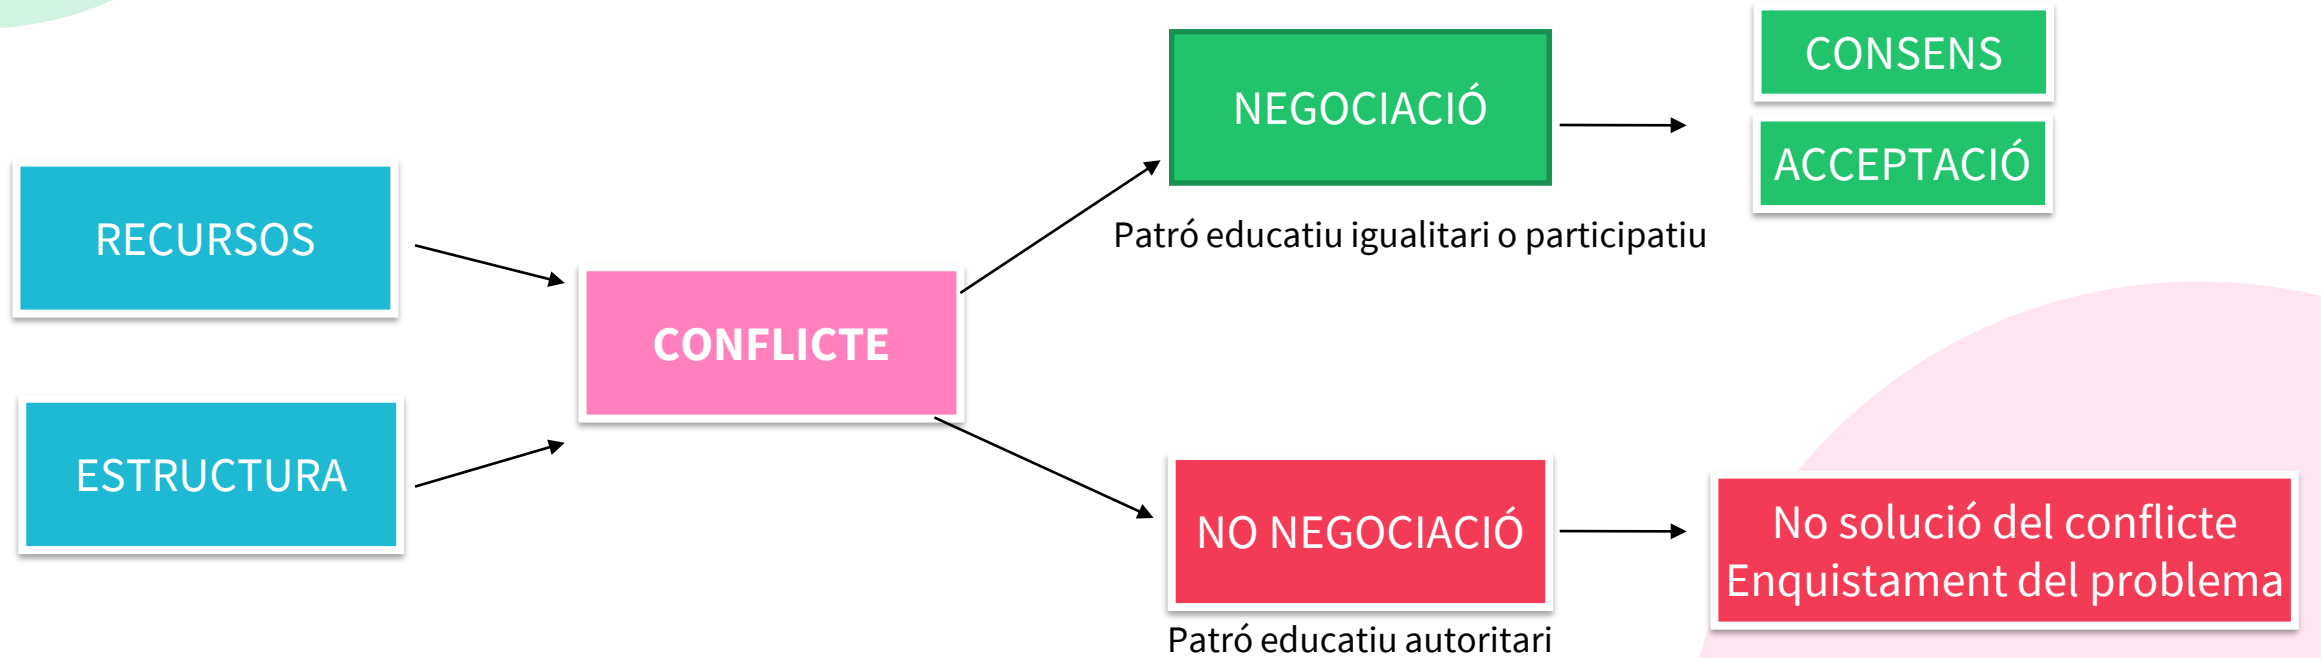 RECURSOS
ESTRUCTURA
CONFLICTE
NEGOCIACIÓ
Patró educatiu igualitari o participatiu
CONSENS
ACCEPTACIÓ
NO NEGOCIACIÓ
Patró educatiu autoritari
No solució del conflicte
Enquistament del problema